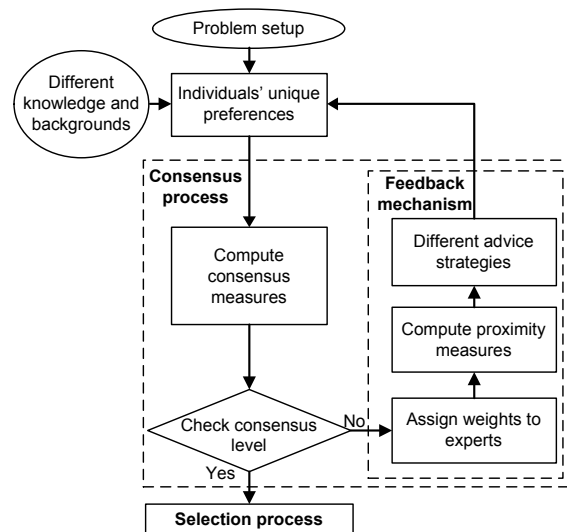 Problem setup
Different
knowledge and
backgrounds
Individuals' unique
preferences
Consensus
process
Feedback
mechanism
Compute
consensus
measures
Different advice
strategies
Compute proximity
measures
Check consensus
level
No
Assign weights to
experts
Yes
Selection process